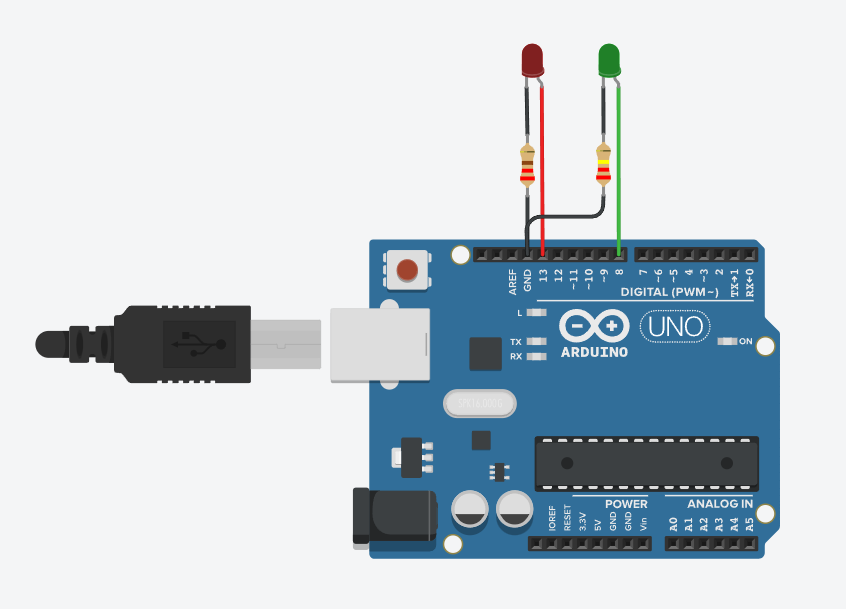 AREF
GND
13
12
~11
~10
~9
8
7
~6
~5
4
~3
2
TX→1
RX←0
DIGITAL (PWM~)
L
TX
RX
ARDUINO
UNO
ON
POWER
ANALOG IN
IOREF
RESET
3.3V
5V
GND
GND
Vin
A0
A1
A2
A3
A4
A5